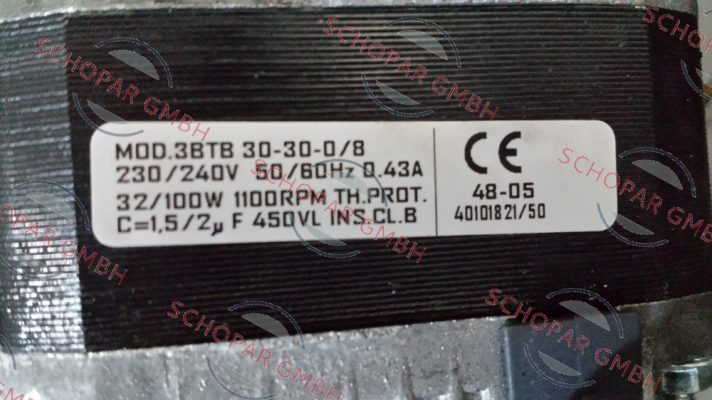 MOD.3BTB 30-30-0/8
230/240V 50/60Hz 0.43A
32/100W 1100RPM TH.PROT.
C=1,5/2µ F 450VL INS.CL.B
CE
48-05
40101821/50
SCHOPAR GMBH
SCHOPAR GMBH
SCHOPAR GMBH
SCHOPAR GMBH
SCHOPAR GMBH
SCHOPAR GMBH
SCHOPAR GMBH